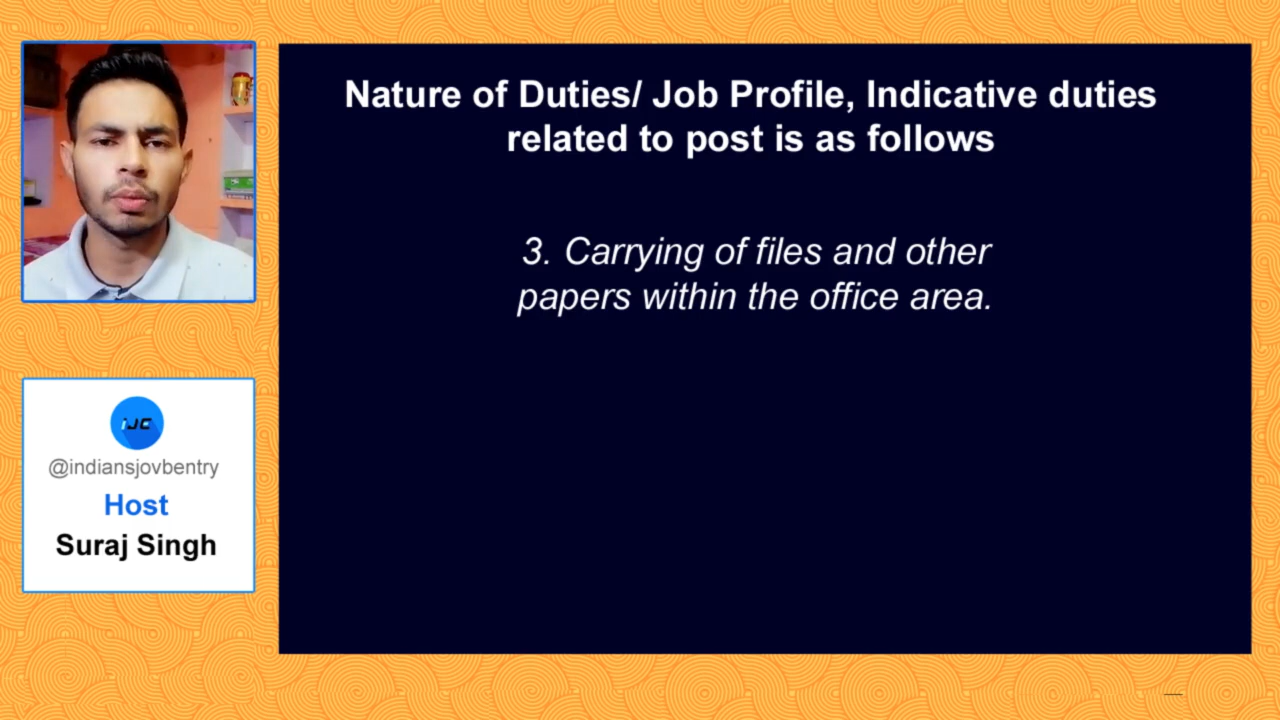 Nature of Duties/ Job Profile, Indicative duties
related to post is as follows
3. Carrying of files and other
papers within the office area.
iJC
@indiansjovbentry
Host
Suraj Singh